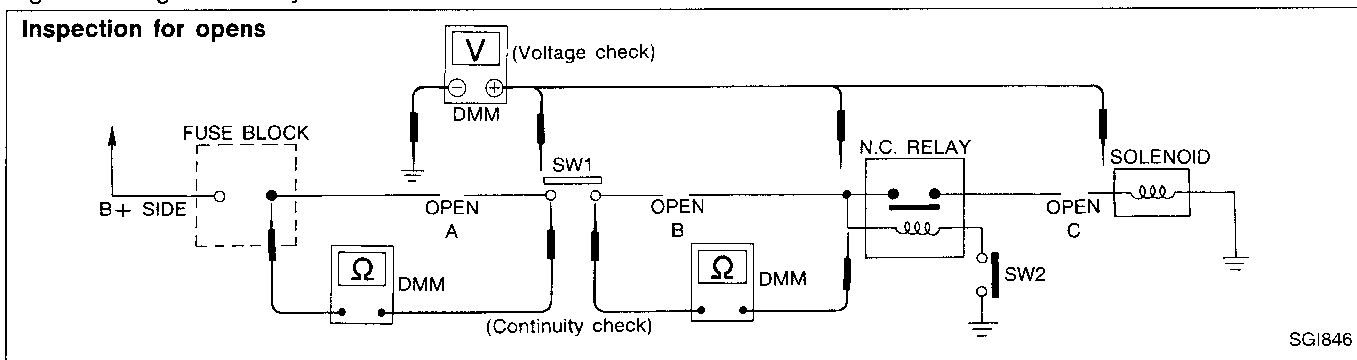 Inspection for opens
V
(Voltage check)
DMM
FUSE BLOCK
SW1
N.C. RELAY
SOLENOID
B+ SIDE
OPEN
A
OPEN
B
OPEN
C
Ω
DMM
Ω
DMM
SW2
(Continuity check)
SGI846